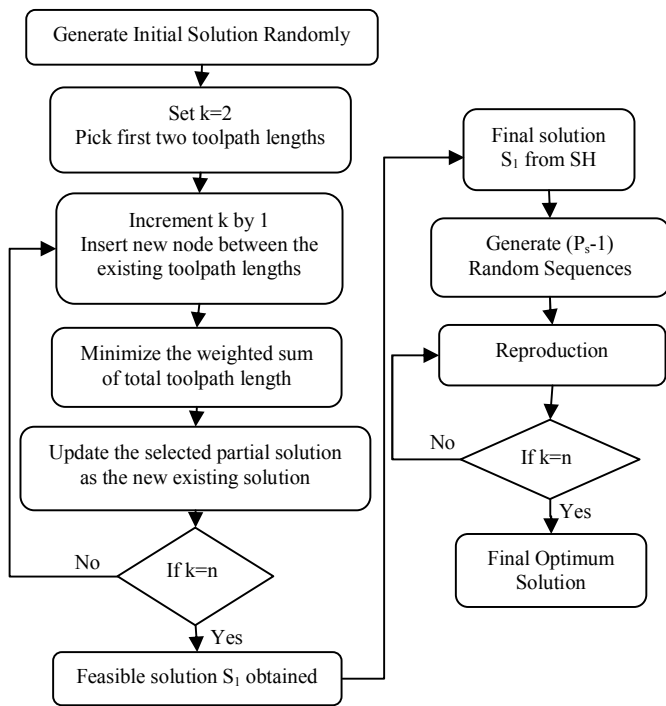 Generate Initial Solution Randomly
Set k=2
Pick first two toolpath lengths
Increment k by 1
Insert new node between the
existing toolpath lengths
Minimize the weighted sum
of total toolpath length
Update the selected partial solution
as the new existing solution
No
If k=n
Yes
Feasible solution S₁ obtained
Final solution
S₁ from SH
Generate (Pₛ-1)
Random Sequences
Reproduction
No
If k=n
Yes
Final Optimum
Solution